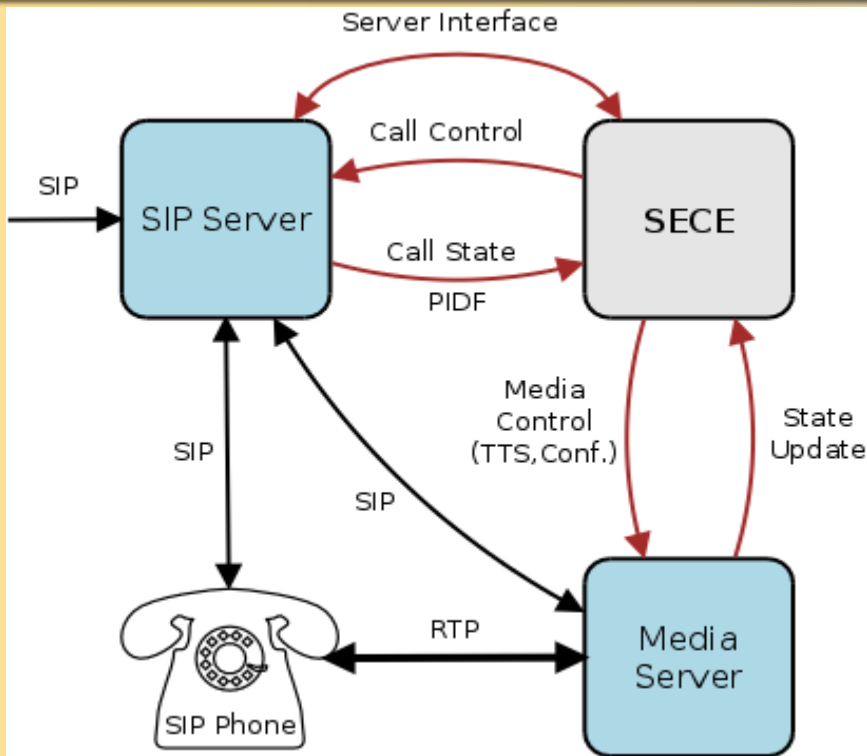 Server Interface
Call Control
SIP
SIP Server
SECE
Call State
PIDF
Media
Control
(TTS,Conf.)
State
Update
SIP
SIP
RTP
Media
Server
SIP Phone